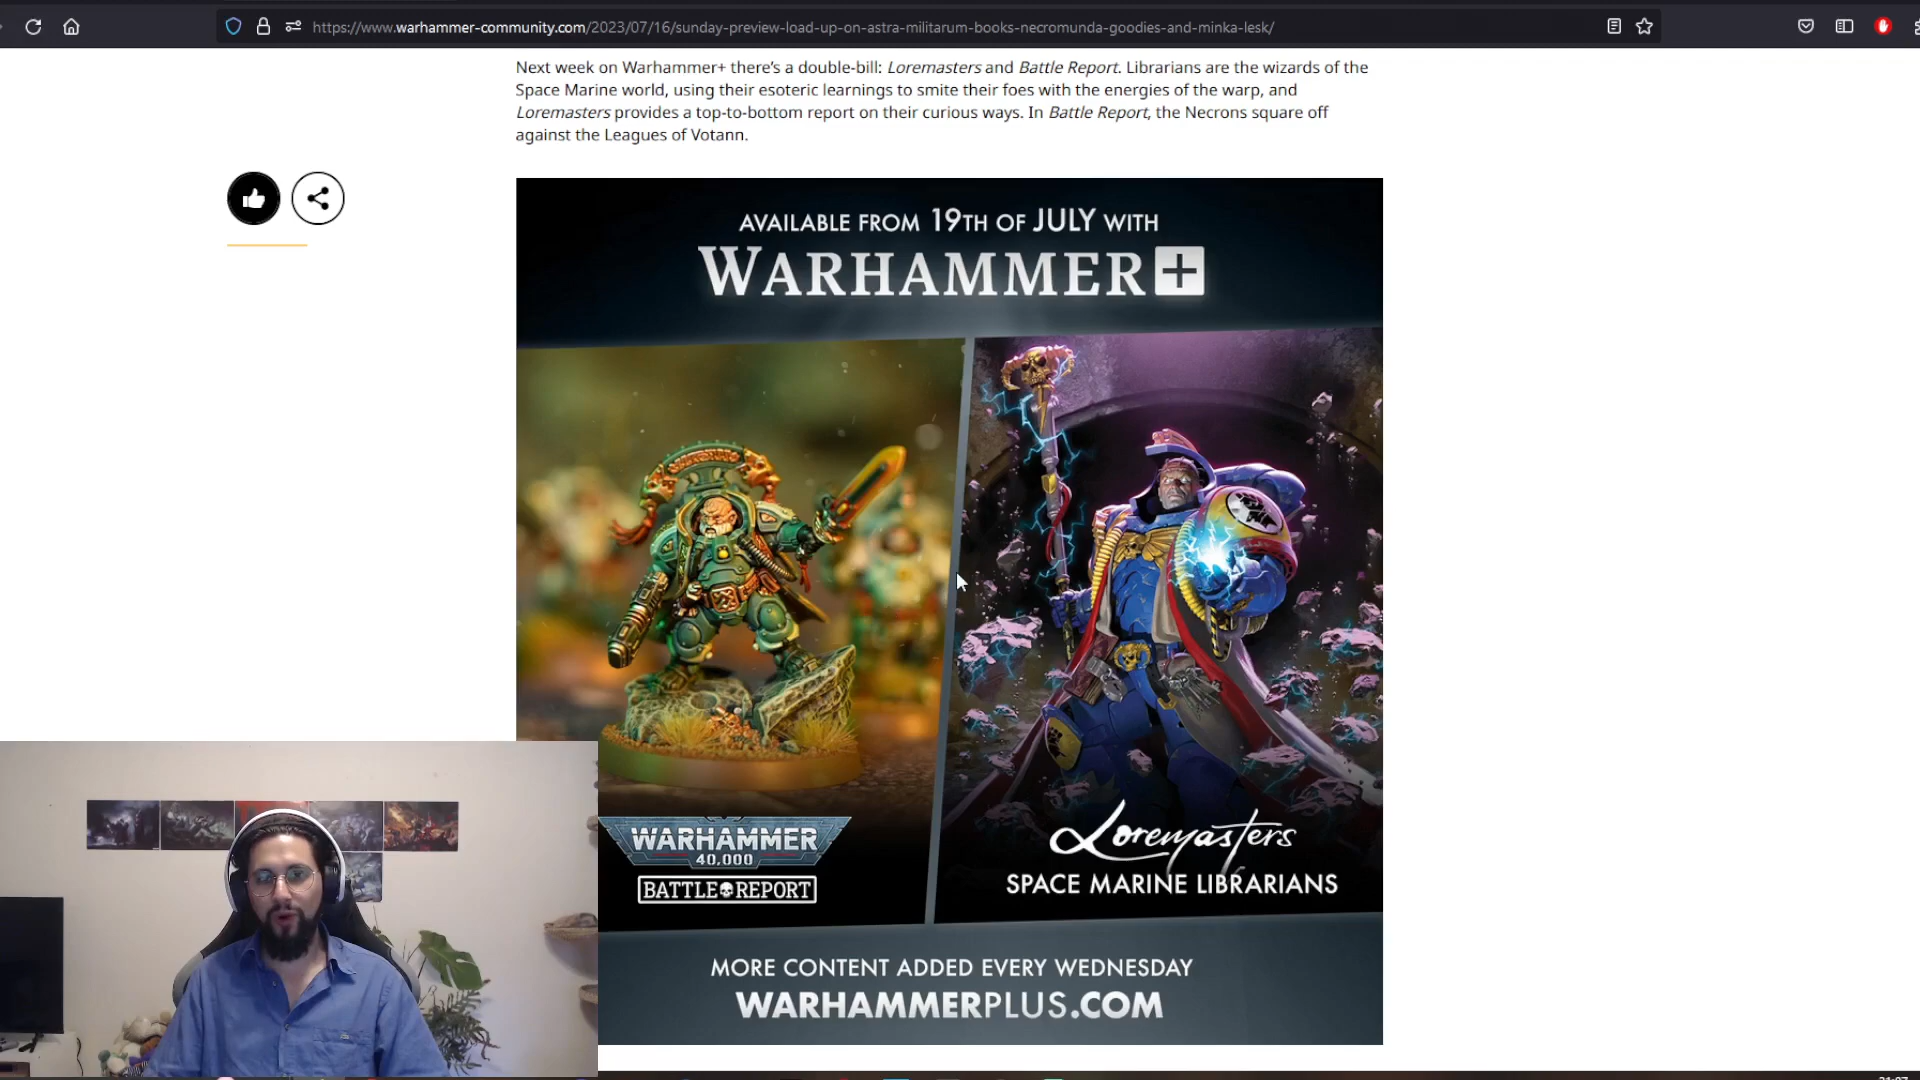 https://www.warhammer-community.com/2023/07/16/sunday-preview-load-up-on-astra-militarum-books-necromunda-goodies-and-minka-lesk/
Next week on Warhammer+ there's a double-bill: Loremasters and Battle Report. Librarians are the wizards of the
Space Marine world, using their esoteric learnings to smite their foes with the energies of the warp, and
Loremasters provides a top-to-bottom report on their curious ways. In Battle Report, the Necrons square off
against the Leagues of Votann.
AVAILABLE FROM 19TH OF JULY WITH
WARHAMMER+
WARHAMMER
40,000
BATTLE REPORT
Loremasters
SPACE MARINE LIBRARIANS
MORE CONTENT ADDED EVERY WEDNESDAY
WARHAMMERPLUS.COM